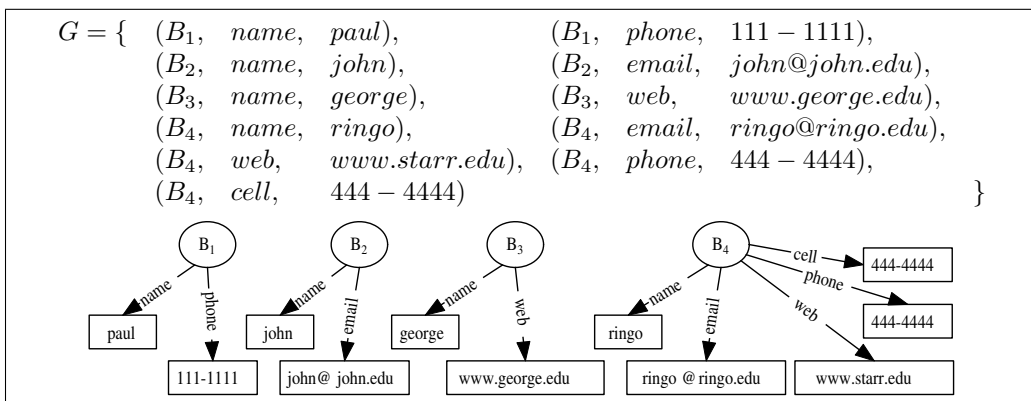 G = { (B₁, name, paul), (B₁, phone, 111 − 1111),
(B₂, name, john), (B₂, email, john@john.edu),
(B₃, name, george), (B₃, web, www.george.edu),
(B₄, name, ringo), (B₄, email, ringo@ringo.edu),
(B₄, web, www.starr.edu), (B₄, phone, 444 − 4444),
(B₄, cell, 444 − 4444) }
B₁ B₂ B₃ B₄
cell 444-4444
name phone name email name web name email web phone
paul john george ringo 444-4444
111-1111 john@ john.edu www.george.edu ringo @ringo.edu www.starr.edu